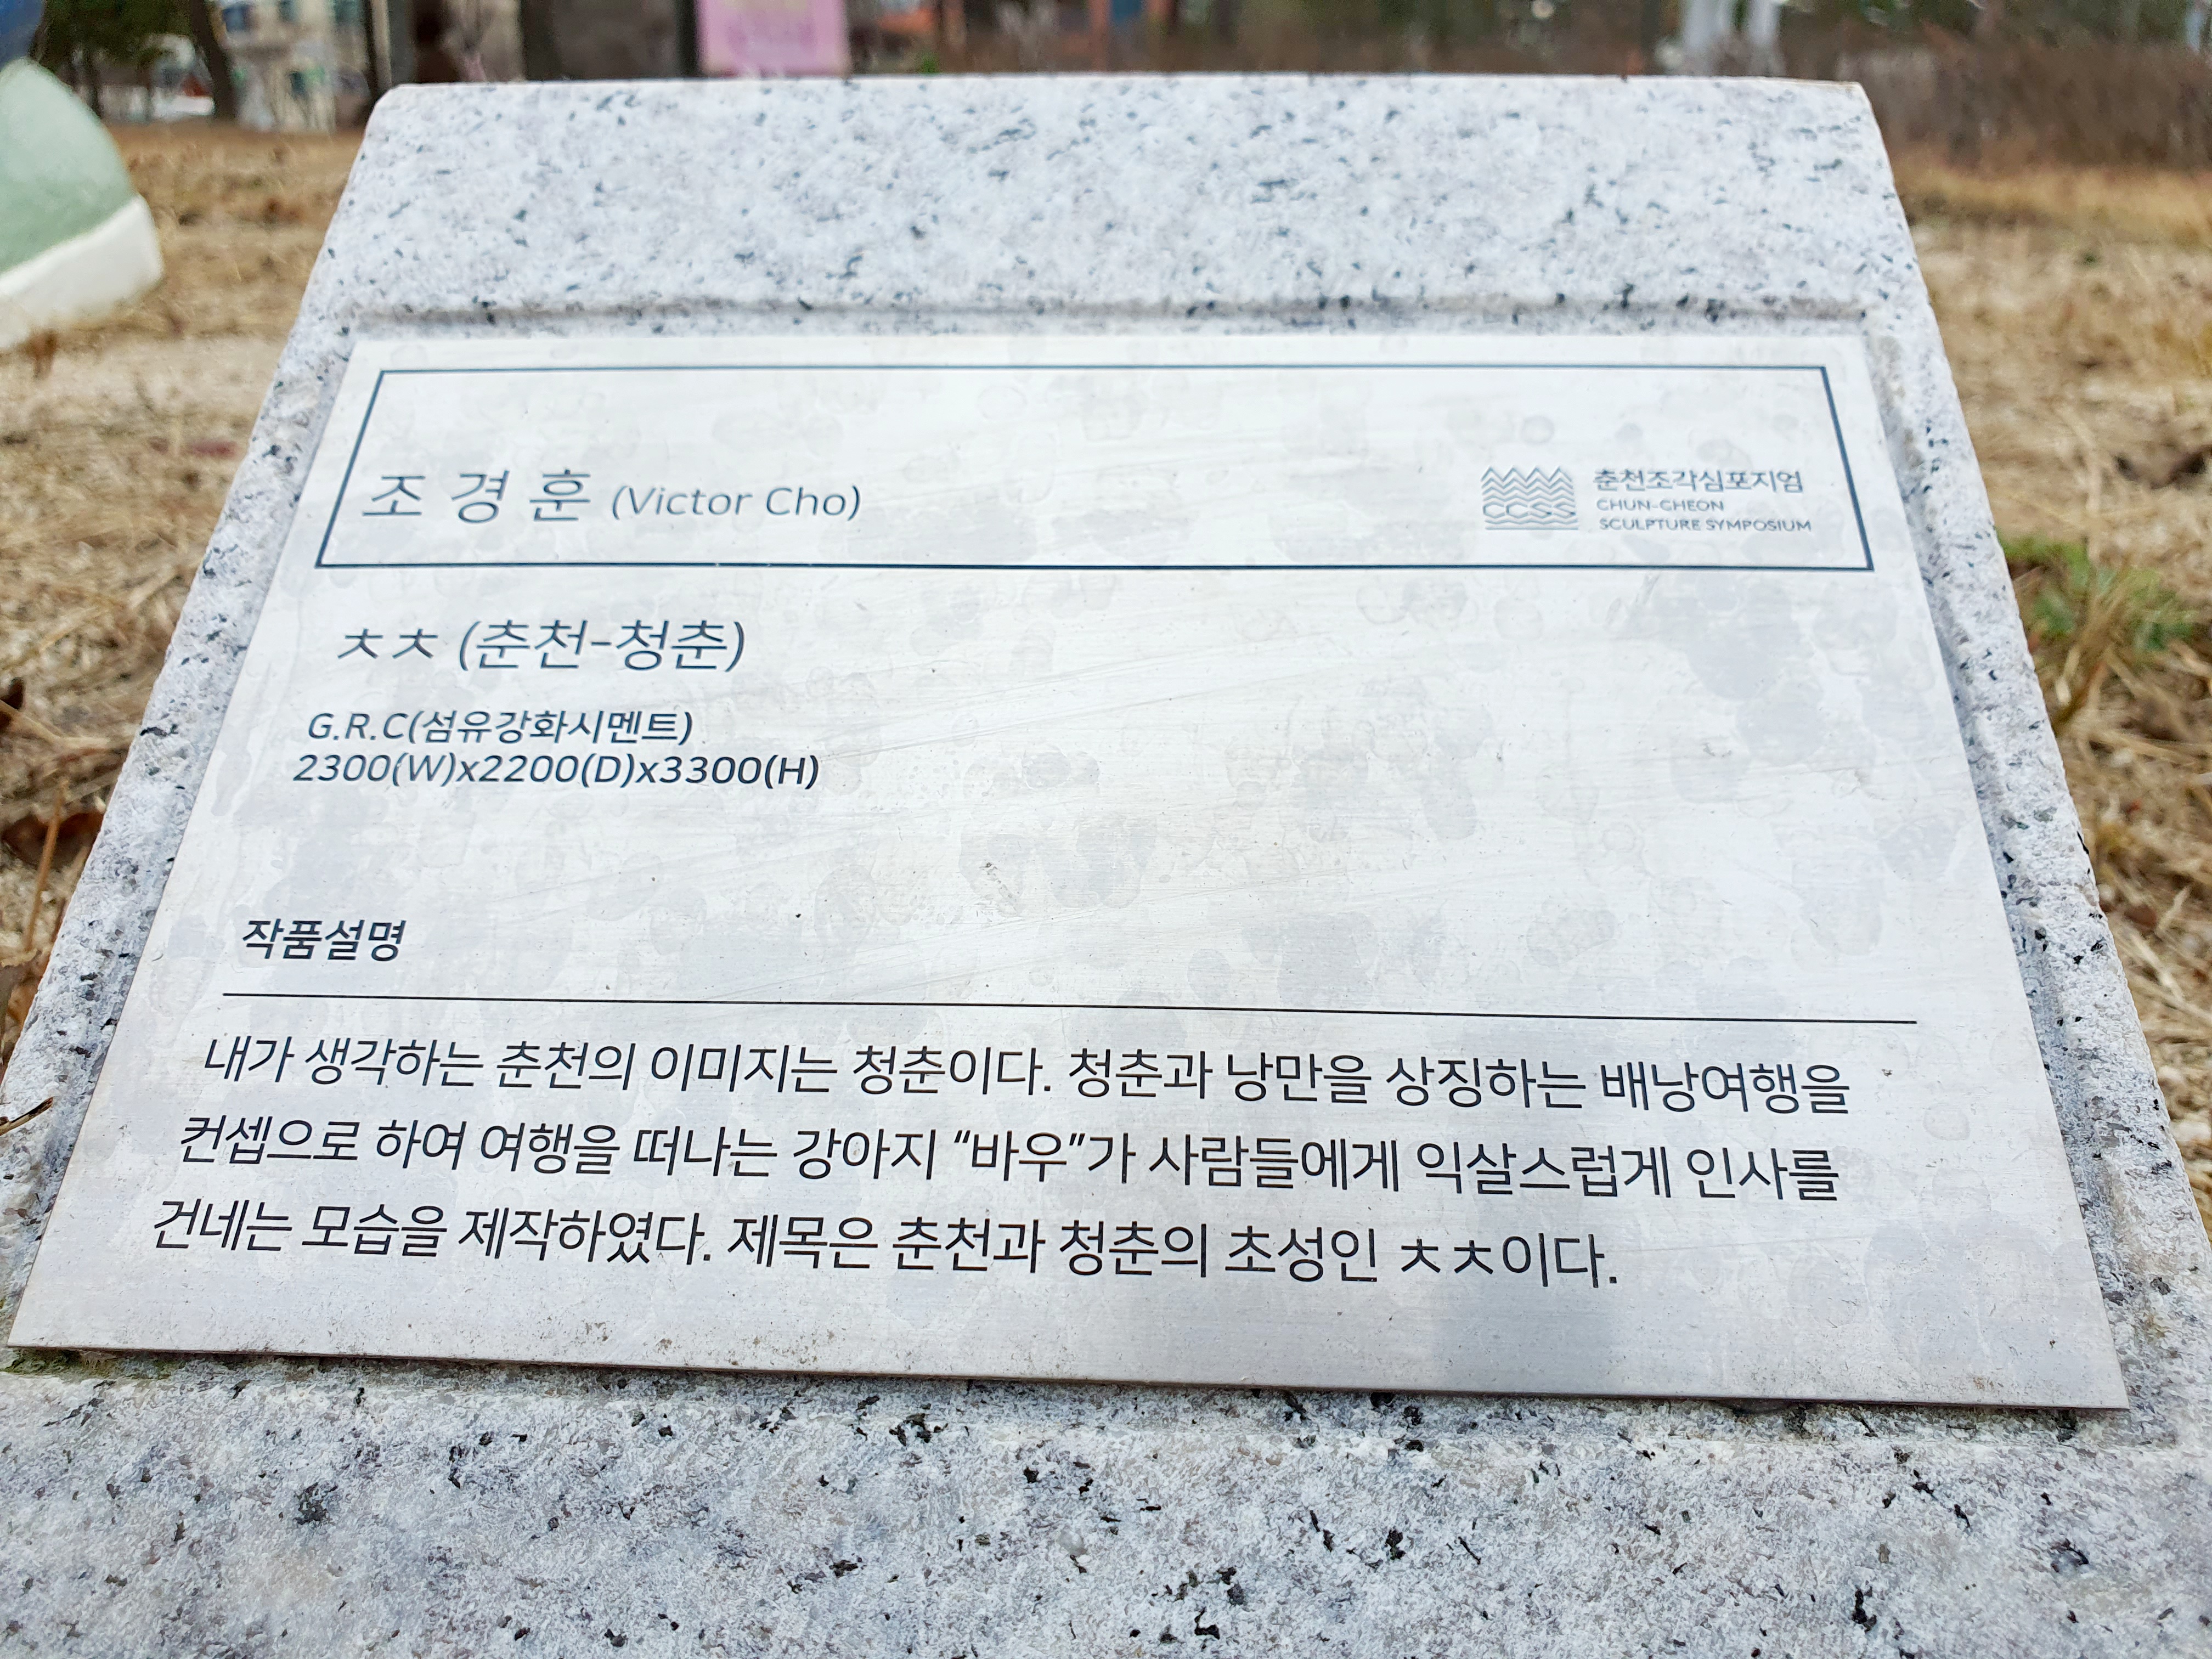 조경훈 (Victor Cho)
춘천조각심포지엄
CCSS
CHUN-CHEON
SCULPTURE SYMPOSIUM
ㅊㅊ (춘천-청춘)
G.R.C(섬유강화시멘트)
2300(W)x2200(D)x3300(H)
작품설명
내가 생각하는 춘천의 이미지는 청춘이다. 청춘과 낭만을 상징하는 배낭여행을
컨셉으로 하여 여행을 떠나는 강아지 “바우”가 사람들에게 익살스럽게 인사를
건네는 모습을 제작하였다. 제목은 춘천과 청춘의 초성인 ㅊㅊ이다.